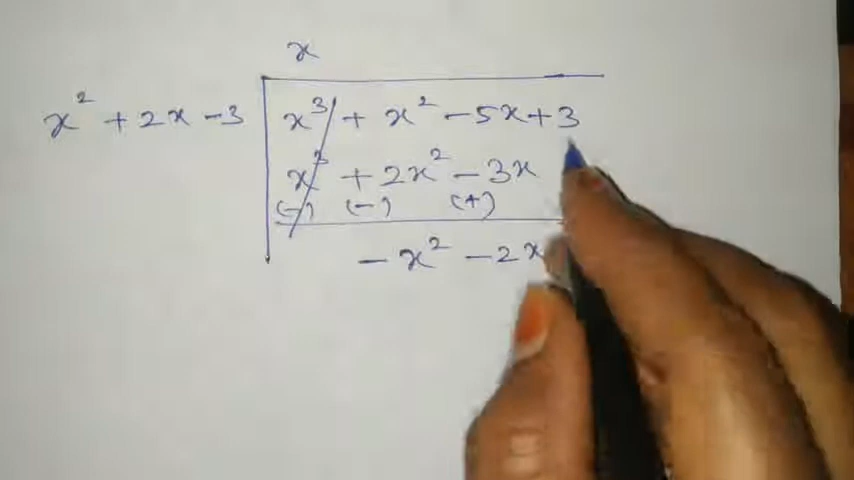 x
x² + 2x - 3 x³ + x² - 5x + 3
x³ + 2x² - 3x
(-) (-) (+)
- x² - 2x